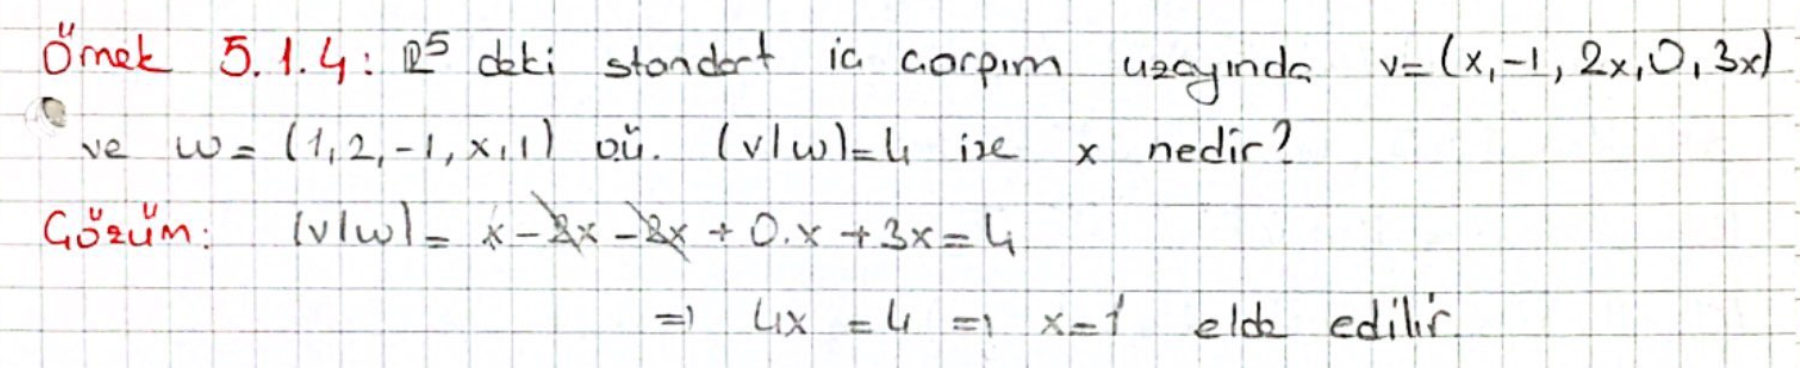 Örnek 5.1.4: ℝ⁵ deki standart iç çarpım uzayında v=(x,-1, 2x,0, 3x)
ve w=(1,2,-1,x,1) o.ü. (v|w)=4 ise x nedir?
Çözüm: (v|w)= x-2x-2x+0.x+3x=4
⇒ 4x=4 ⇒ x=1 elde edilir.